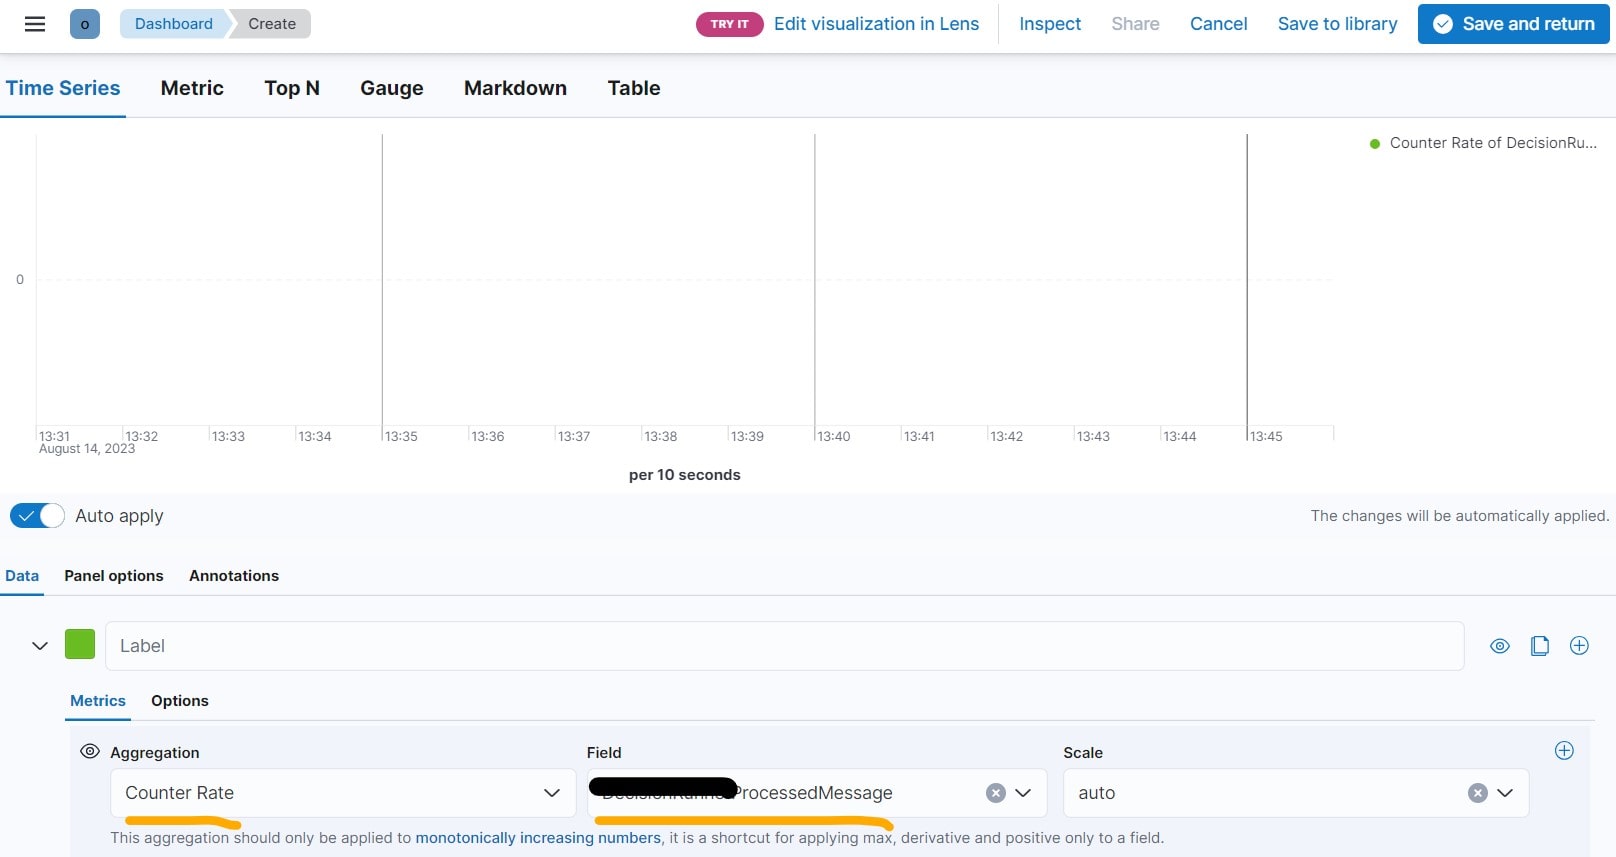 o Dashboard Create TRY IT Edit visualization in Lens Inspect Share Cancel Save to library Save and return
Time Series Metric Top N Gauge Markdown Table
Counter Rate of DecisionRu...
0
13:31 13:32 13:33 13:34 13:35 13:36 13:37 13:38 13:39 13:40 13:41 13:42 13:43 13:44 13:45
August 14, 2023
per 10 seconds
Auto apply The changes will be automatically applied.
Data Panel options Annotations
Label
Metrics Options
Aggregation Field Scale
Counter Rate ProcessedMessage auto
This aggregation should only be applied to monotonically increasing numbers, it is a shortcut for applying max, derivative and positive only to a field.